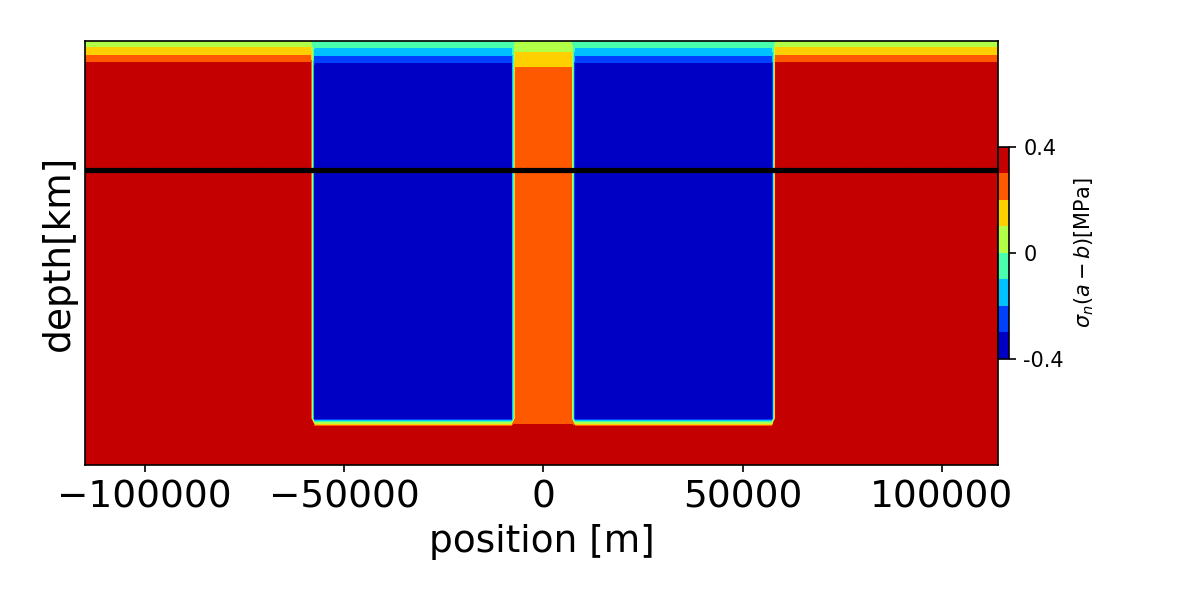 depth[km]
0.4
0
-0.4
σn(a − b)[MPa]
−100000 −50000 0 50000 100000
position [m]